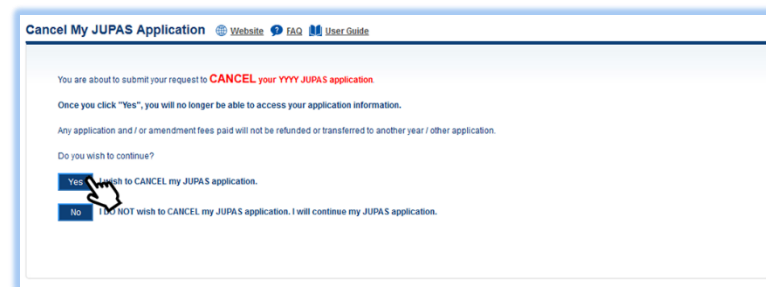 Cancel My JUPAS Application Website FAQ User Guide
You are about to submit your request to CANCEL your YYYY JUPAS application.
Once you click "Yes", you will no longer be able to access your application information.
Any application and / or amendment fees paid will not be refunded or transferred to another year / other application.
Do you wish to continue?
Yes I wish to CANCEL my JUPAS application.
No I DO NOT wish to CANCEL my JUPAS application. I will continue my JUPAS application.